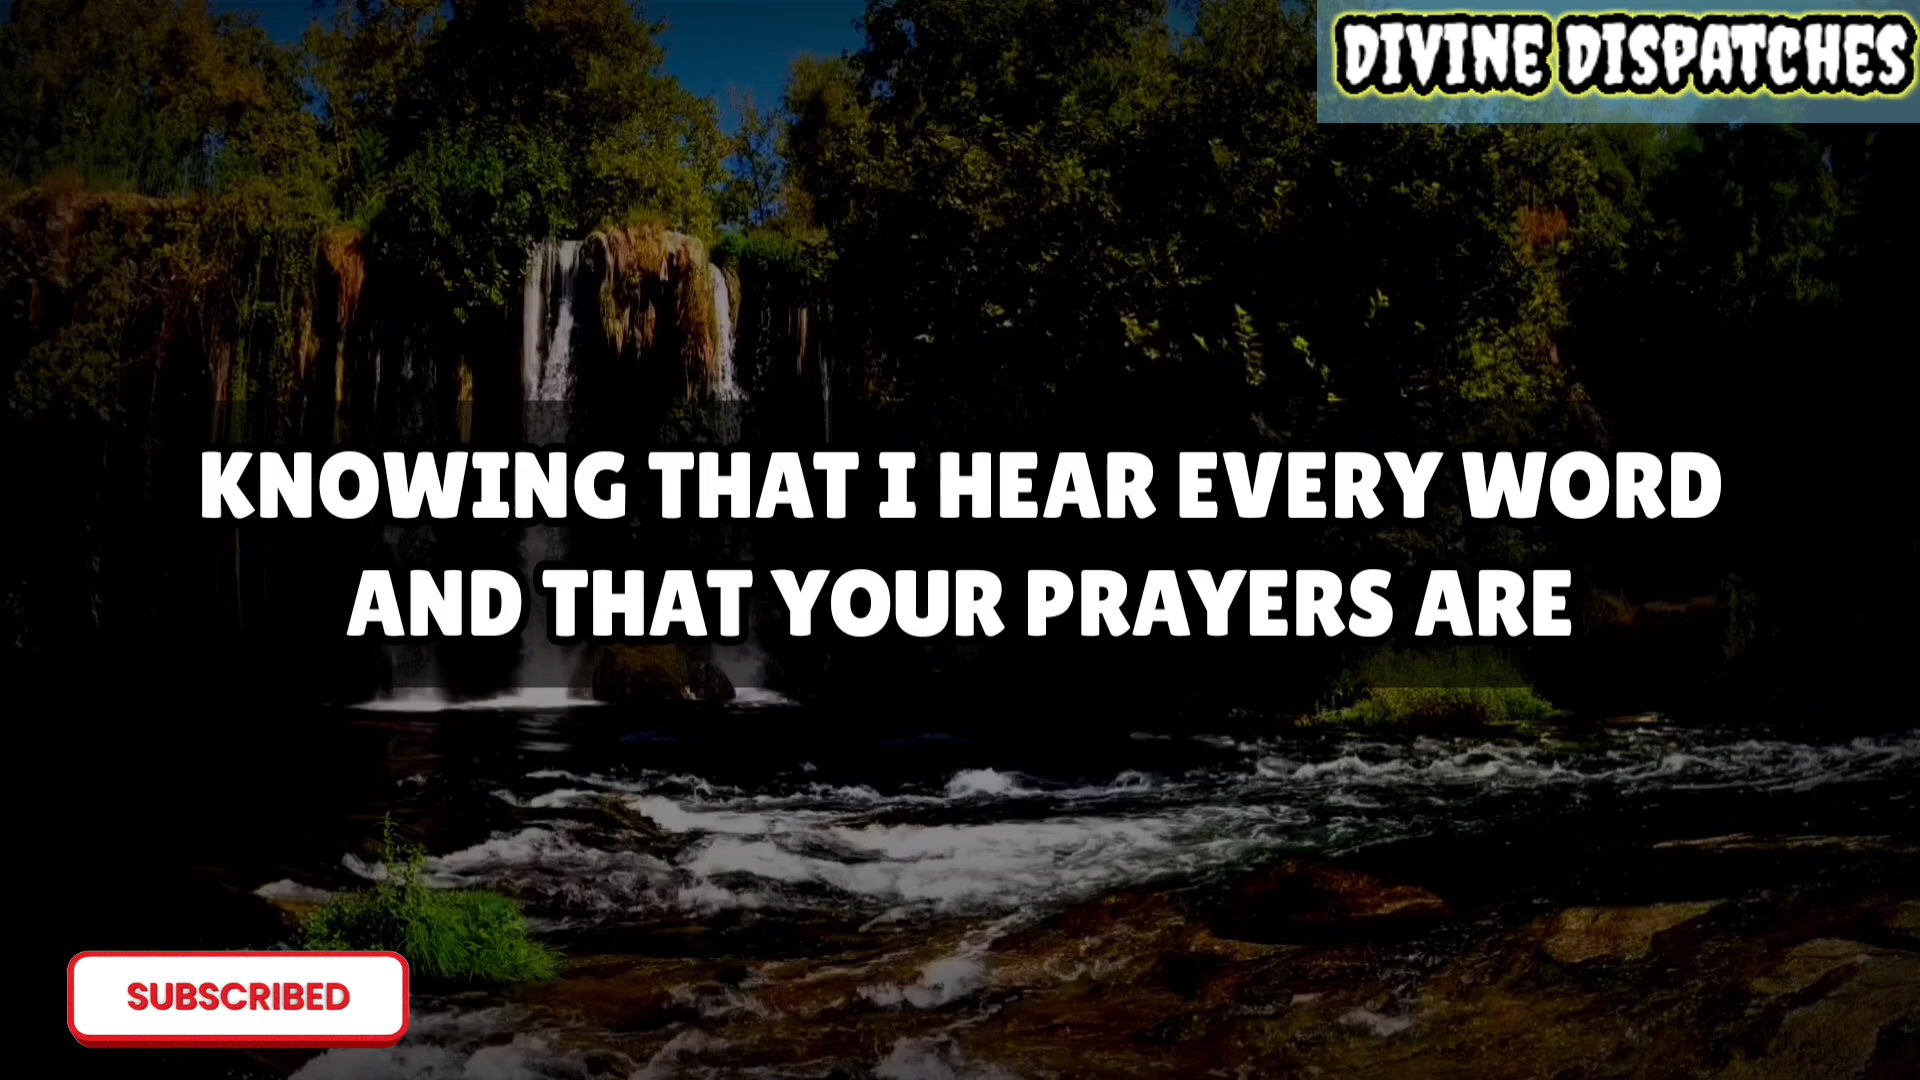 DIVINE DISPATCHES
KNOWING THAT I HEAR EVERY WORD
AND THAT YOUR PRAYERS ARE
SUBSCRIBED